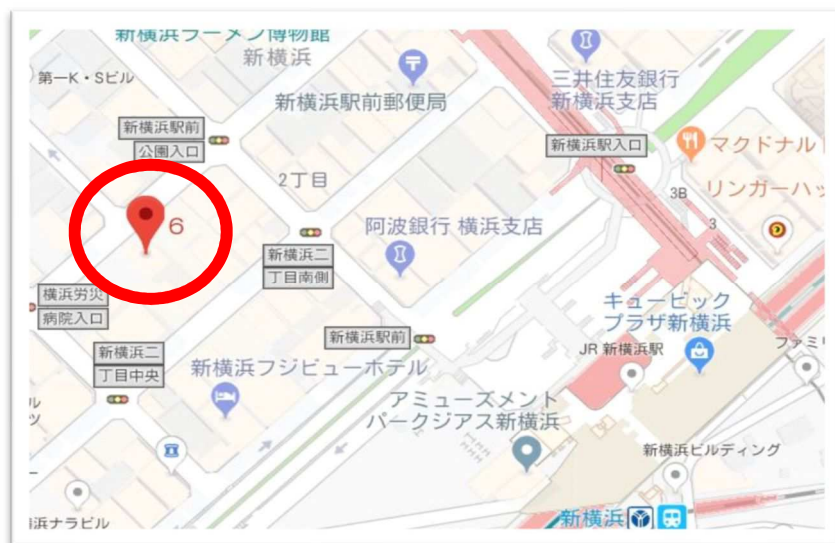 新横浜ラーメン博物館
新横浜
第一K・Sビル
新横浜駅前郵便局
三井住友銀行
新横浜支店
新横浜駅前
公園入口
新横浜駅入口
マクドナル
2丁目
3B
リンガーハッ
6
阿波銀行 横浜支店
3
新横浜二
丁目南側
横浜労災
病院入口
キュービック
プラザ新横浜
新横浜駅前
新横浜二
丁目中央
JR 新横浜駅
ファミリ
新横浜フジビューホテル
アミューズメント
パークジアス新横浜
ル
ツ
新横浜ビルディング
浜ナラビル
新横浜